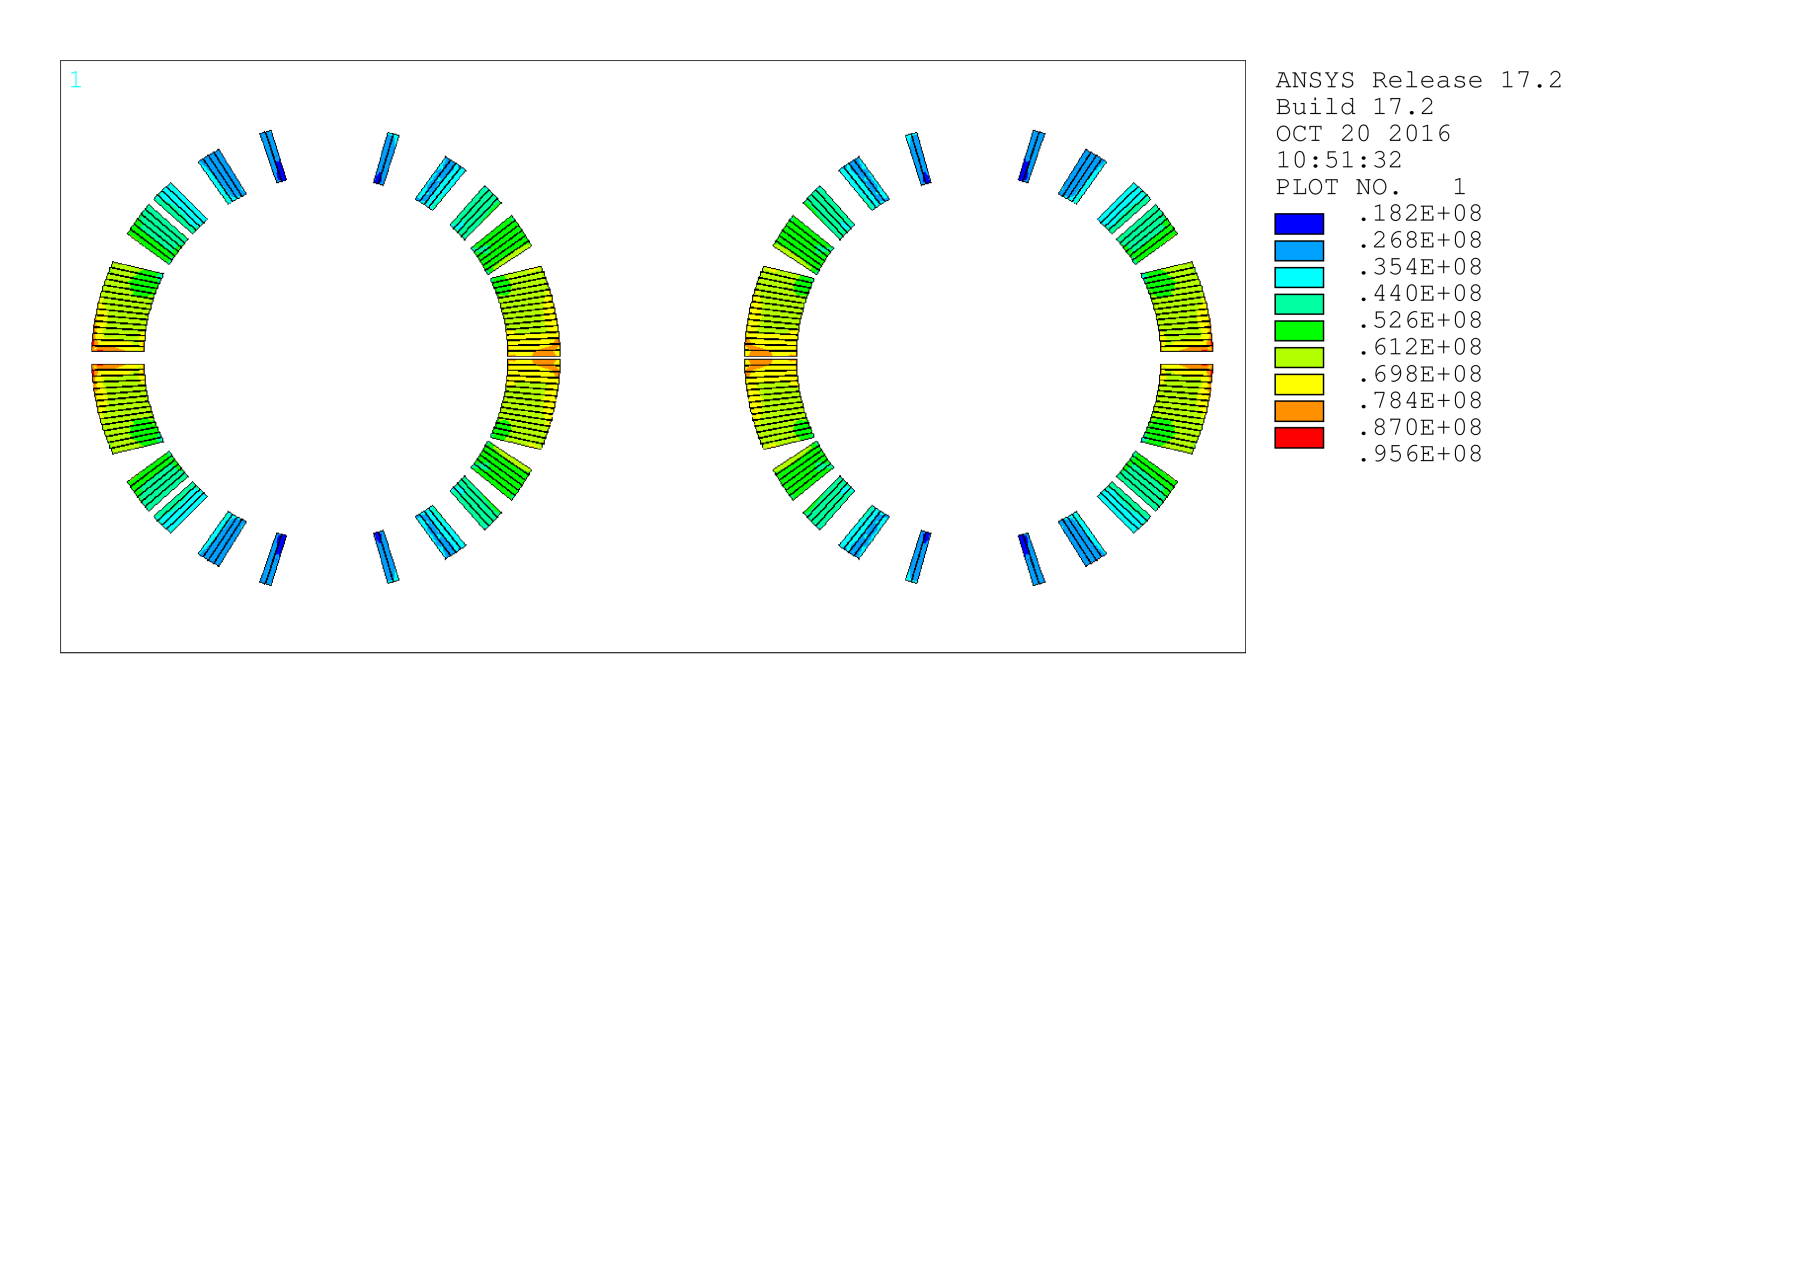 1
ANSYS Release 17.2
Build 17.2
OCT 20 2016
10:51:32
PLOT NO. 1
.182E+08
.268E+08
.354E+08
.440E+08
.526E+08
.612E+08
.698E+08
.784E+08
.870E+08
.956E+08